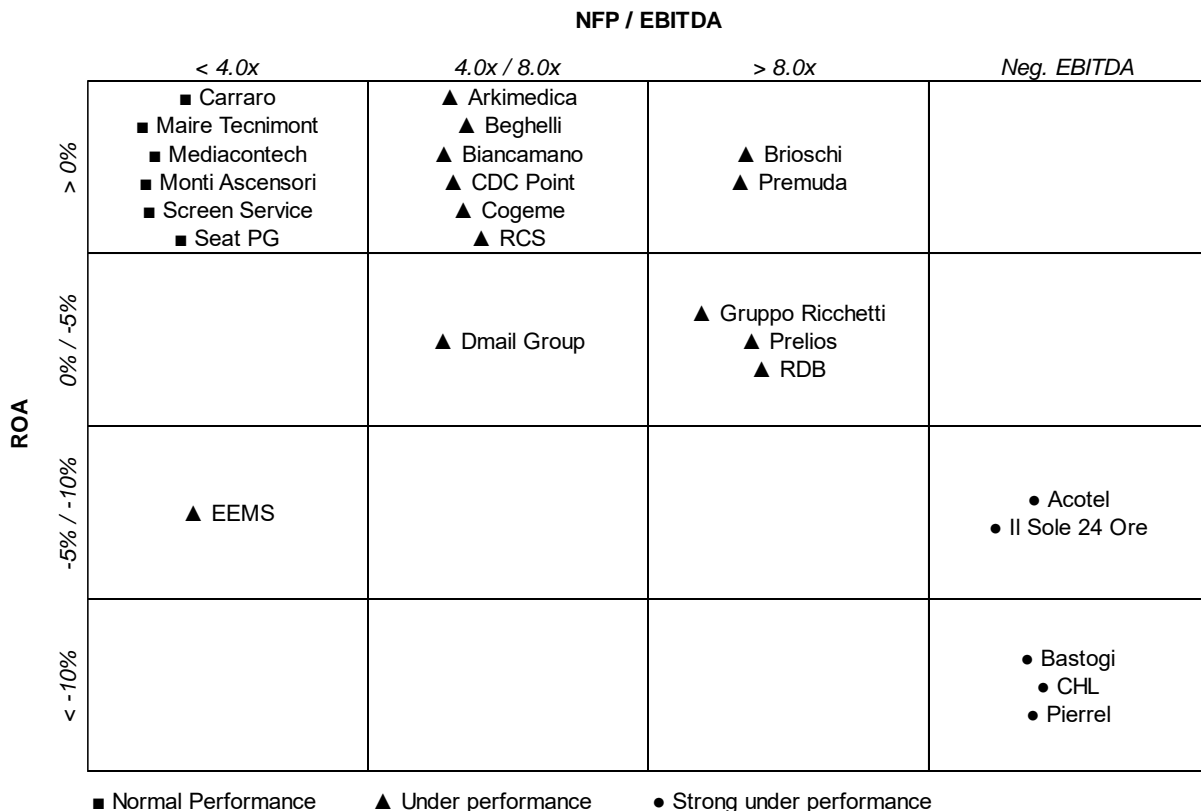 NFP / EBITDA
< 4.0x 4.0x / 8.0x > 8.0x Neg. EBITDA
ROA
> 0%
■ Carraro
■ Maire Tecnimont
■ Mediacontech
■ Monti Ascensori
■ Screen Service
■ Seat PG
▲ Arkimedica
▲ Beghelli
▲ Biancamano
▲ CDC Point
▲ Cogeme
▲ RCS
▲ Brioschi
▲ Premuda
0% / -5%
▲ Dmail Group
▲ Gruppo Ricchetti
▲ Prelios
▲ RDB
-5% / -10%
▲ EEMS
● Acotel
● Il Sole 24 Ore
< -10%
● Bastogi
● CHL
● Pierrel
■ Normal Performance ▲ Under performance ● Strong under performance